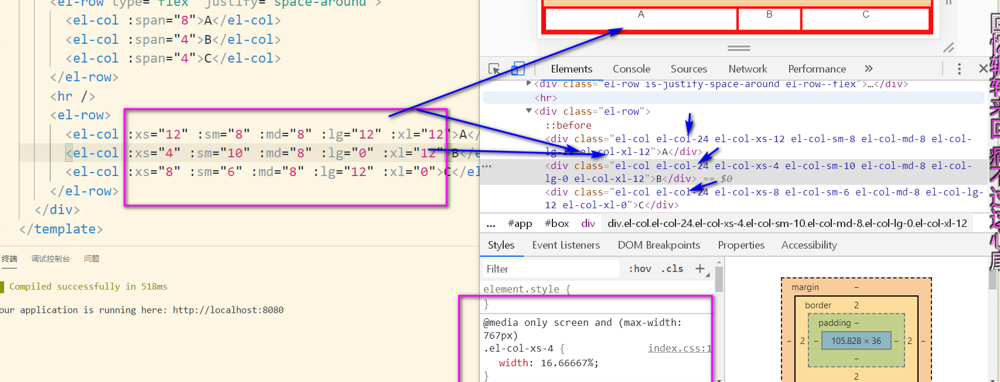 <el-row type="flex" justify="space-around">
<el-col :span="8">A</el-col>
<el-col :span="4">B</el-col>
<el-col :span="4">C</el-col>
</el-row>
<hr />
<el-row>
<el-col :xs="12" :sm="8" :md="8" :lg="12" :xl="12">A</
<el-col :xs="4" :sm="10" :md="8" :lg="0" :xl="12">B</e
<el-col :xs="8" :sm="6" :md="8" :lg="12" :xl="0">C</el
</el-row>
</div>
</template>
终端 调试控制台 问题
Compiled successfully in 518ms
our application is running here: http://localhost:8080
A B C
Elements Console Sources Network Performance »
<div class="el-row is-justify-space-around el-row--flex">…</div>
<hr>
<div class="el-row">
::before
<div class="el-col el-col-24 el-col-xs-12 el-col-sm-8 el-col-md-8 el-col-
lg-12 el-col-xl-12">A</div>
<div class="el-col el-col-24 el-col-xs-4 el-col-sm-10 el-col-md-8 el-col-
lg-0 el-col-xl-12">B</div> == $0
<div class="el-col el-col-24 el-col-xs-8 el-col-sm-6 el-col-md-8 el-col-lg-
12 el-col-xl-0">C</div>
... #app #box div div.el-col.el-col-24.el-col-xs-4.el-col-sm-10.el-col-md-8.el-col-lg-0.el-col-xl-12
Styles Event Listeners DOM Breakpoints Properties Accessibility
Filter :hov .cls +
element.style {
}
@media only screen and (max-width:
767px)
.el-col-xs-4 { index.css:1
width: 16.66667%;
}
margin –
border 2
padding –
– 2 – 105.828 × 36 – 2 –
–
2